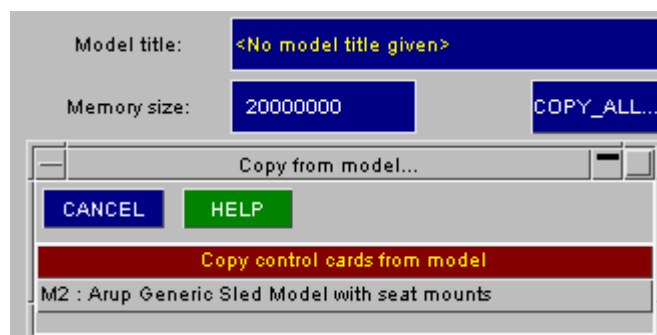 Model title: <No model title given>
Memory size: 20000000 COPY_ALL...
Copy from model...
CANCEL HELP
Copy control cards from model
M2 : Arup Generic Sled Model with seat mounts